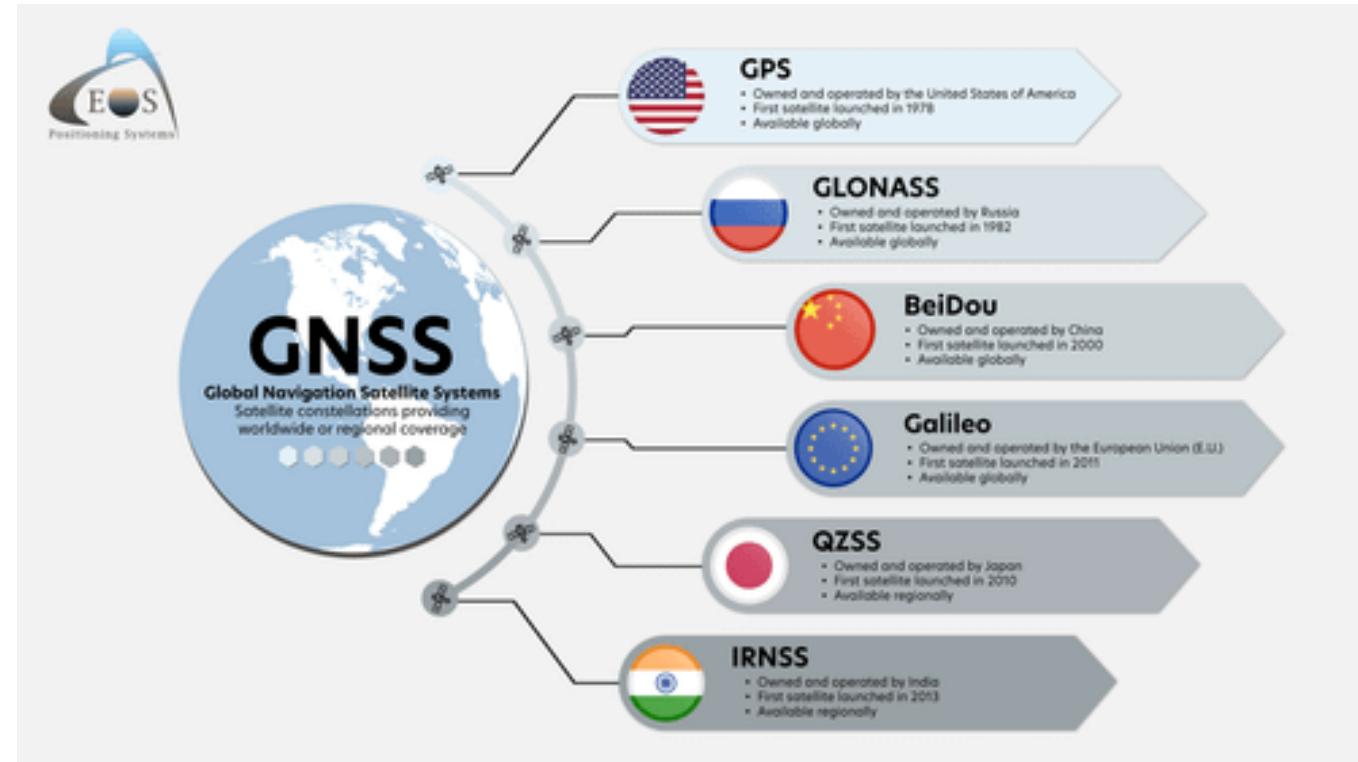 EOS
Positioning Systems
GNSS
Global Navigation Satellite Systems
Satellite constellations providing
worldwide or regional coverage
GPS
• Owned and operated by the United States of America
• First satellite launched in 1978
• Available globally
GLONASS
• Owned and operated by Russia
• First satellite launched in 1982
• Available globally
BeiDou
• Owned and operated by China
• First satellite launched in 2000
• Available globally
Galileo
• Owned and operated by the European Union (E.U.)
• First satellite launched in 2011
• Available globally
QZSS
• Owned and operated by Japan
• First satellite launched in 2010
• Available regionally
IRNSS
• Owned and operated by India
• First satellite launched in 2013
• Available regionally